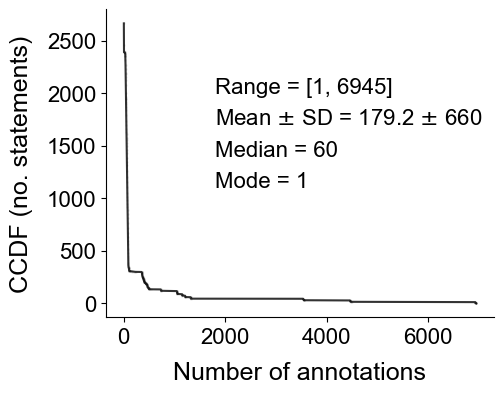 2500
2000
1500
1000
500
0
CCDF (no. statements)
Range = [1, 6945]
Mean ± SD = 179.2 ± 660
Median = 60
Mode = 1
0 2000 4000 6000
Number of annotations